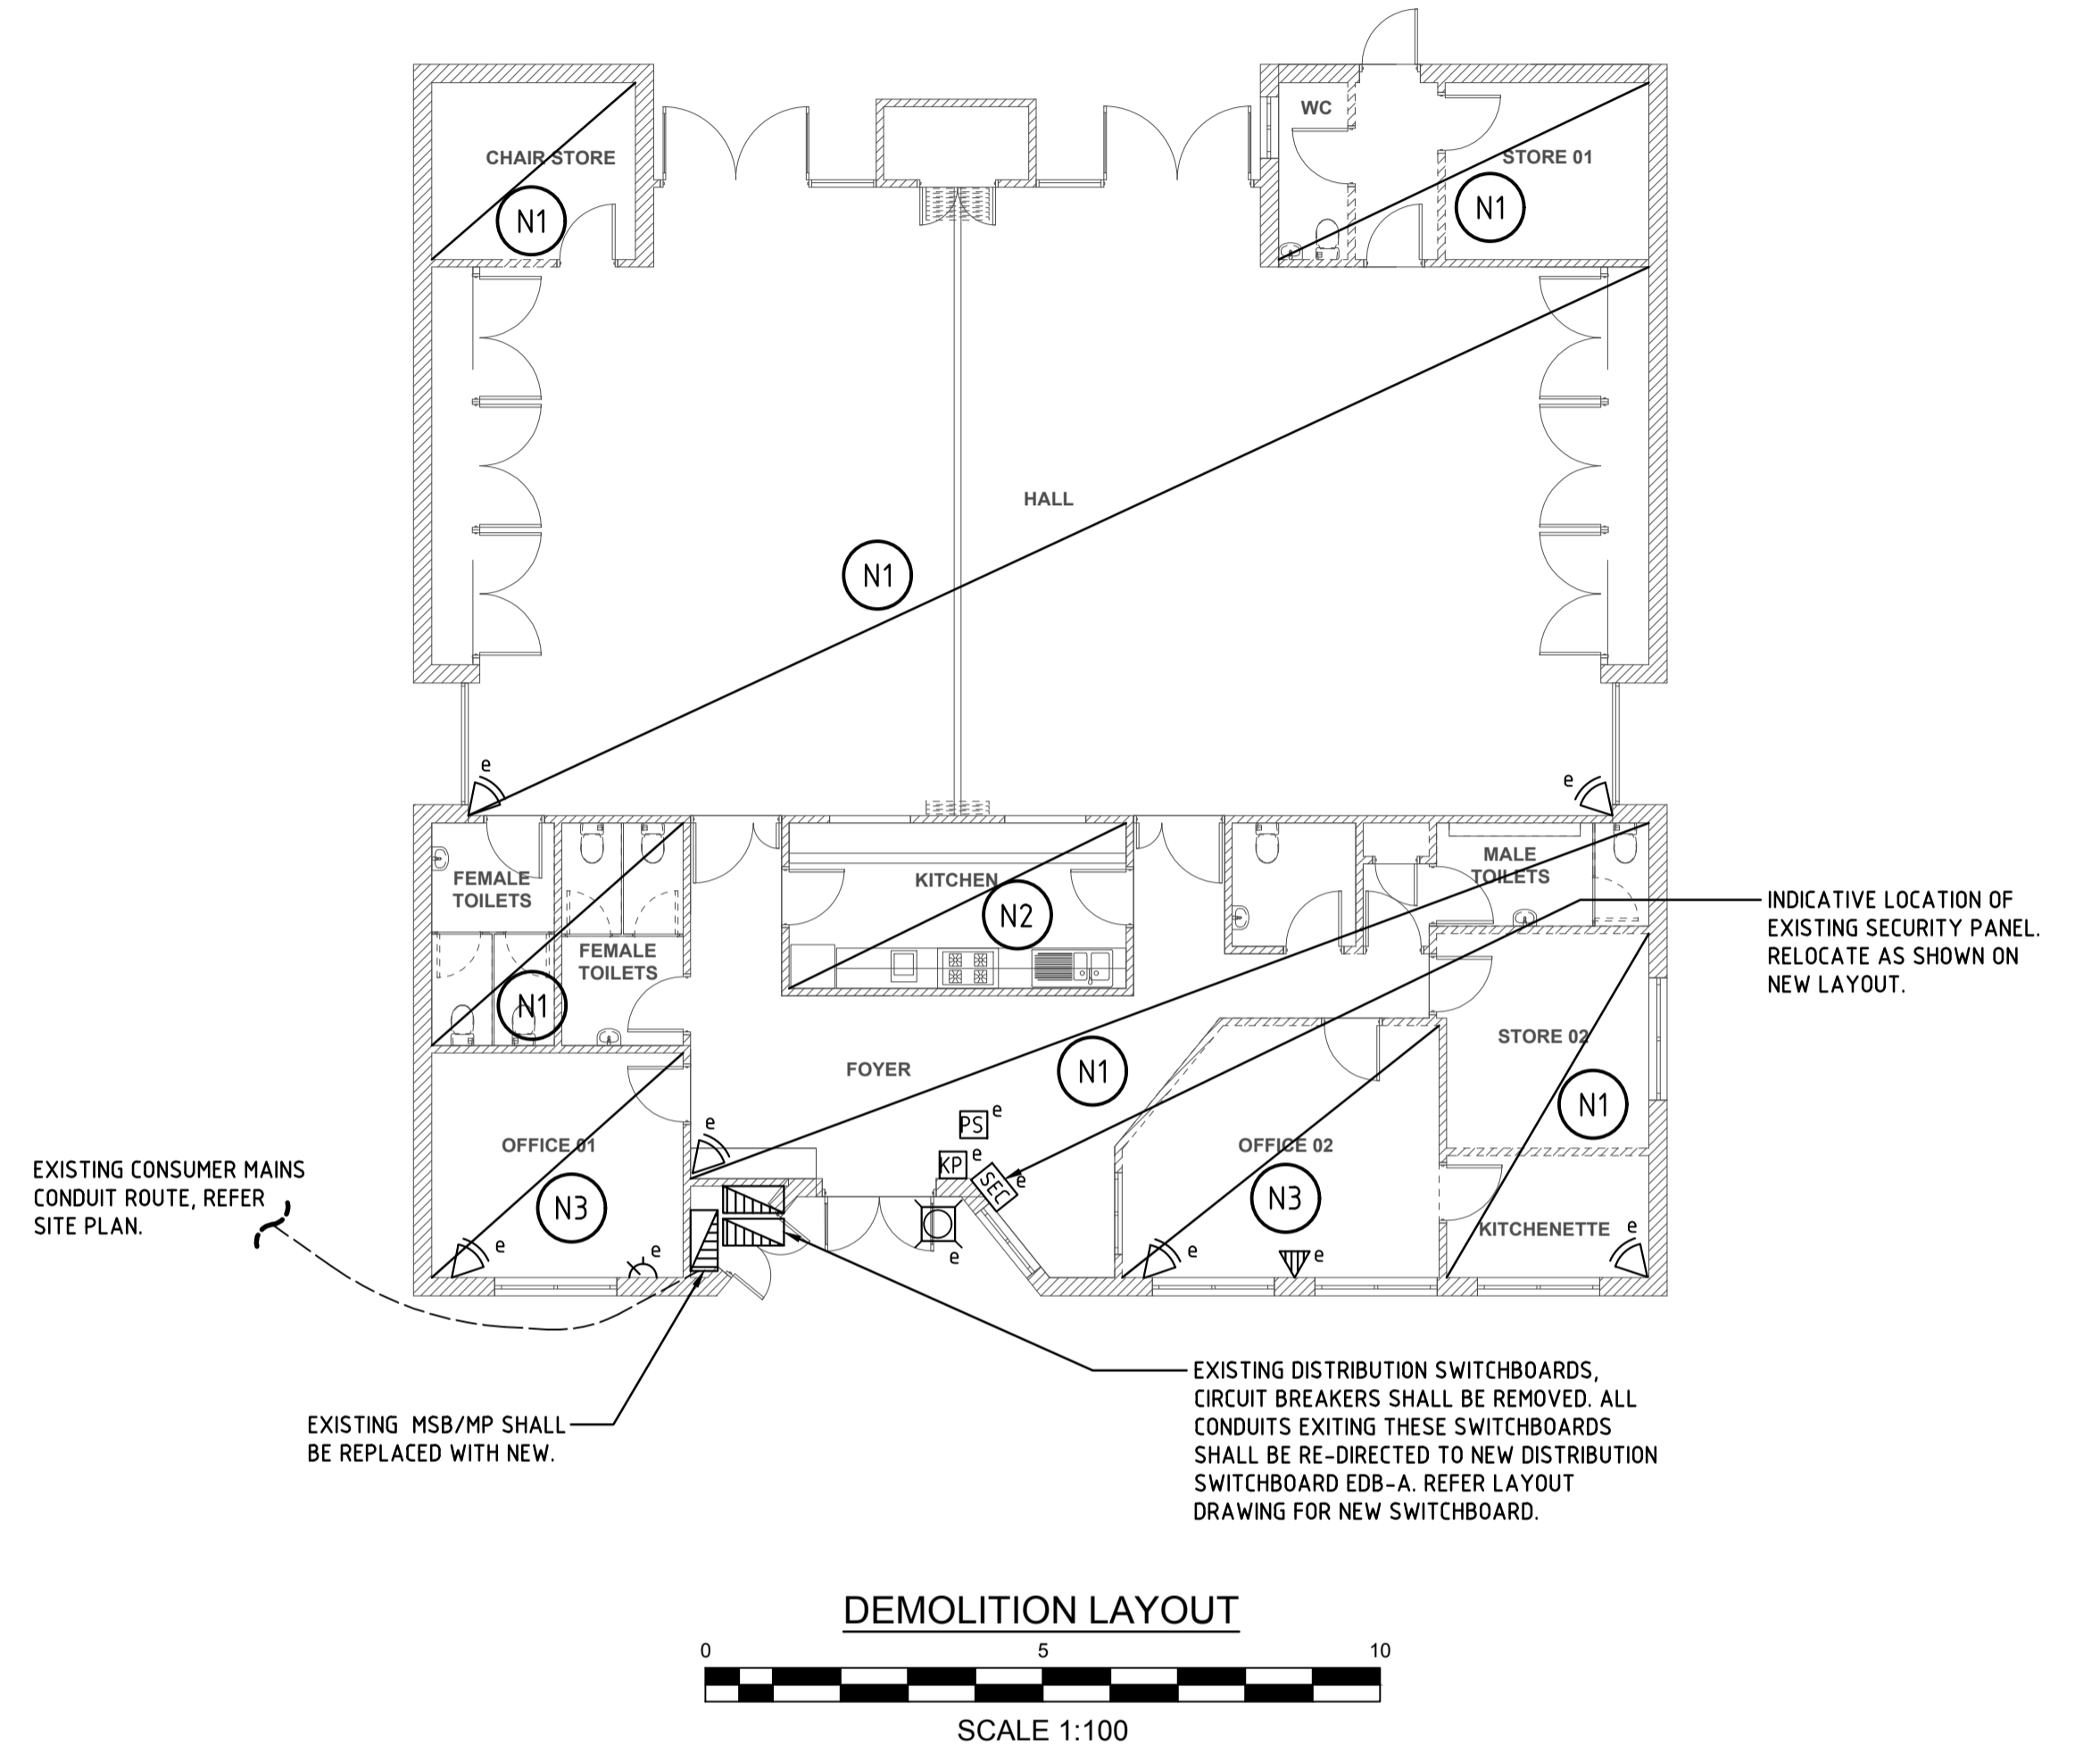 WC
CHAIR STORE
STORE 01
N1
N1
HALL
N1
e
e
FEMALE
TOILETS
KITCHEN
N2
MALE
TOILETS
FEMALE
TOILETS
N1
INDICATIVE LOCATION OF
EXISTING SECURITY PANEL.
RELOCATE AS SHOWN ON
NEW LAYOUT.
STORE 02
FOYER
N1
N1
PS e
e
OFFICE 01
OFFICE 02
KP e
SEC e
EXISTING CONSUMER MAINS
CONDUIT ROUTE, REFER
SITE PLAN.
N3
N3
KITCHENETTE
e
e
e
e
e
e
EXISTING DISTRIBUTION SWITCHBOARDS,
CIRCUIT BREAKERS SHALL BE REMOVED. ALL
CONDUITS EXITING THESE SWITCHBOARDS
SHALL BE RE-DIRECTED TO NEW DISTRIBUTION
SWITCHBOARD EDB-A. REFER LAYOUT
DRAWING FOR NEW SWITCHBOARD.
EXISTING MSB/MP SHALL
BE REPLACED WITH NEW.
DEMOLITION LAYOUT
0 5 10
SCALE 1:100